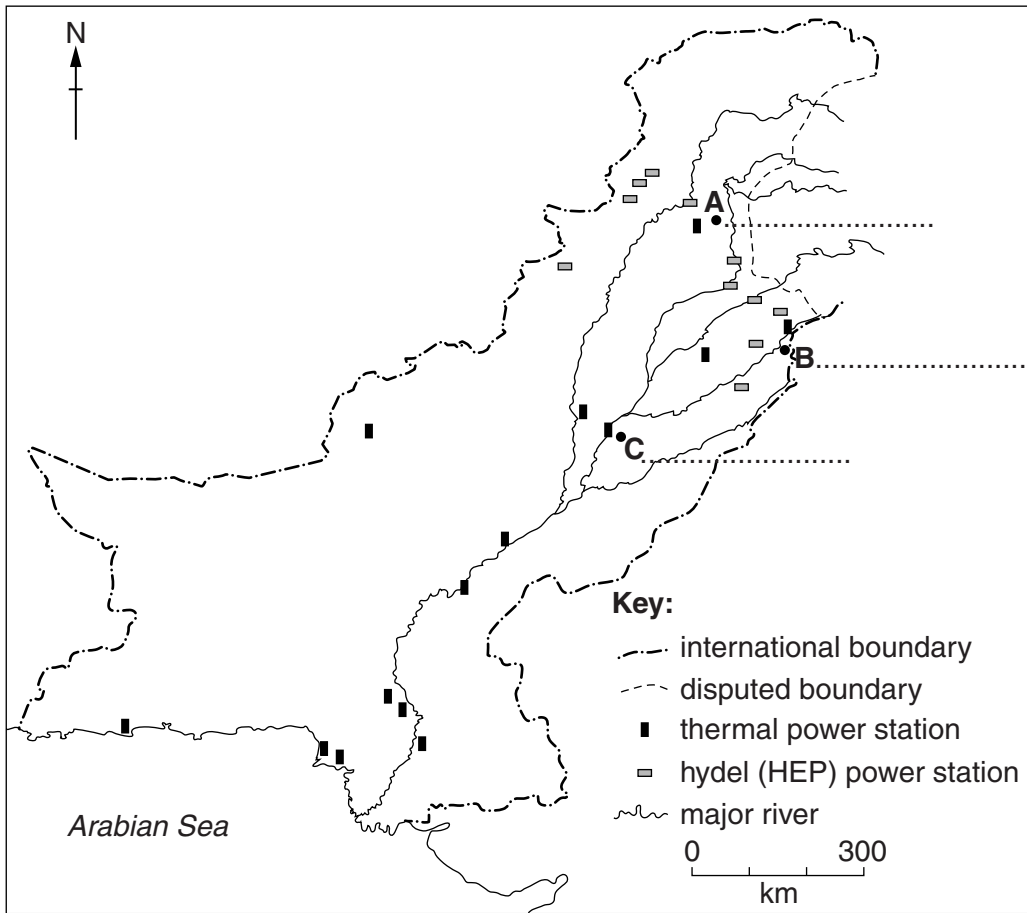 N
A
B
C
Key:
international boundary
disputed boundary
thermal power station
hydel (HEP) power station
major river
Arabian Sea
0 300
km